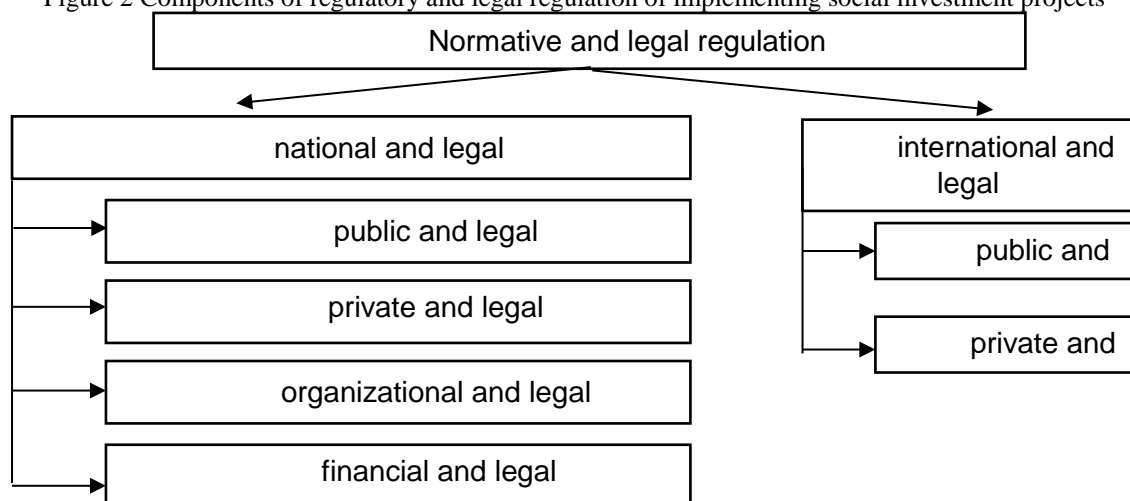 Figure 2 Components of regulatory and legal regulation of implementing social investment projects
Normative and legal regulation
national and legal
public and legal
private and legal
organizational and legal
financial and legal
international and
legal
public and
private and